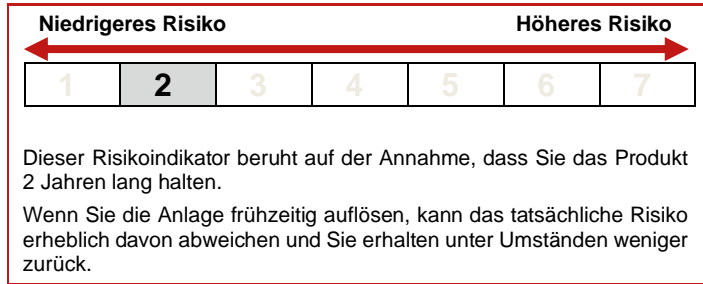 Niedrigeres Risiko Höheres Risiko
1 2 3 4 5 6 7
Dieser Risikoindikator beruht auf der Annahme, dass Sie das Produkt
2 Jahren lang halten.
Wenn Sie die Anlage frühzeitig auflösen, kann das tatsächliche Risiko
erheblich davon abweichen und Sie erhalten unter Umständen weniger
zurück.